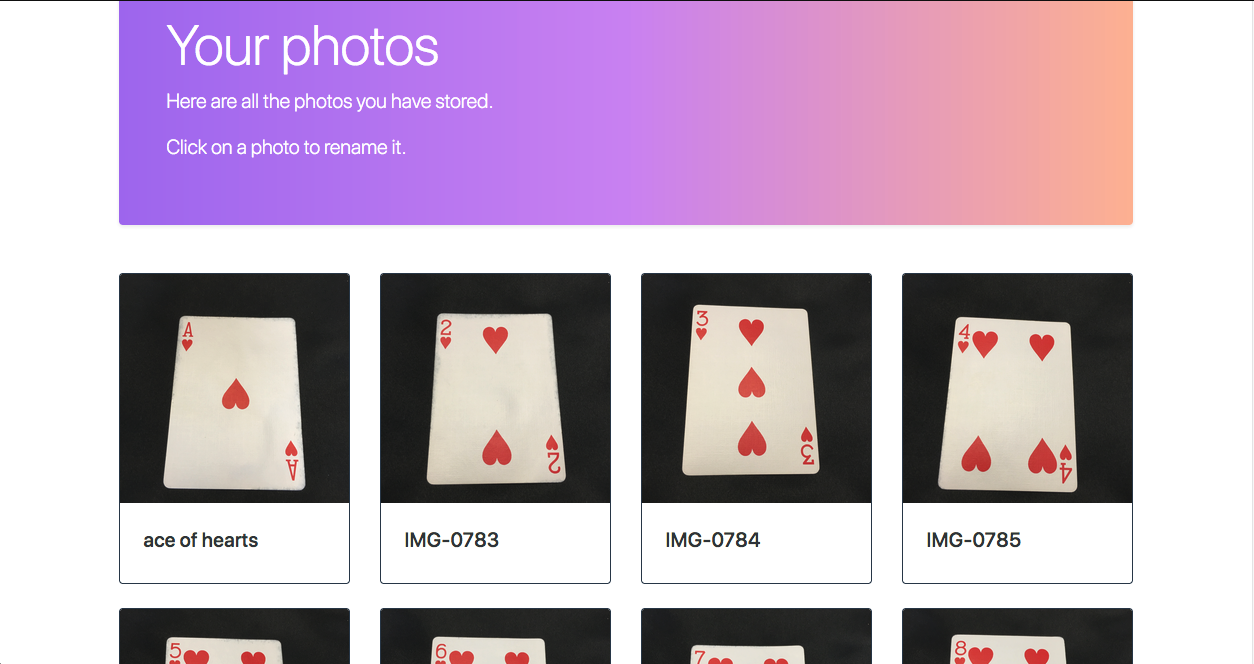 Your photos
Here are all the photos you have stored.
Click on a photo to rename it.
A
A
2
2
3
3
4
4
ace of hearts
IMG-0783
IMG-0784
IMG-0785
5
6
7
8